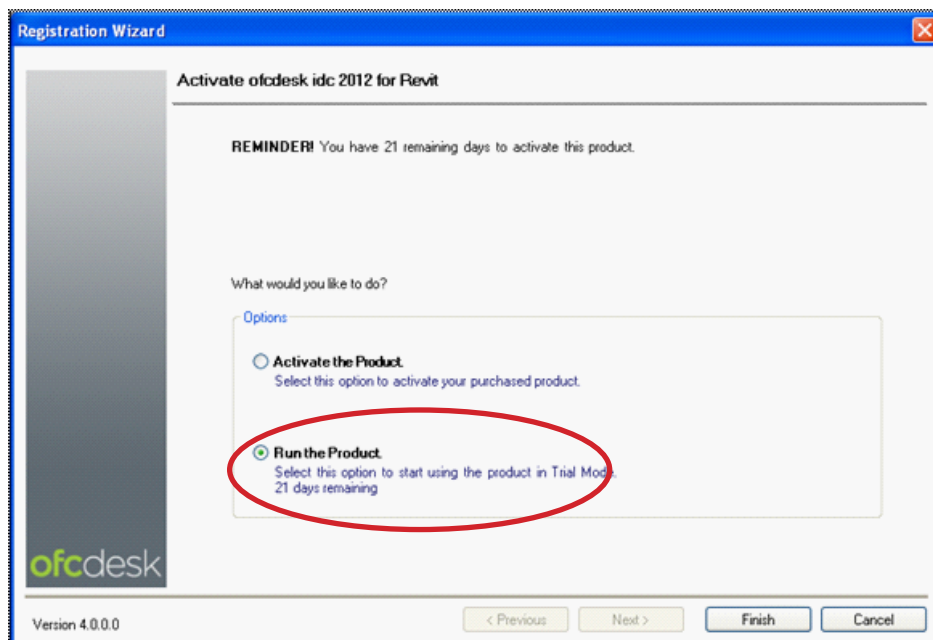 Registration Wizard
Activate ofcdesk idc 2012 for Revit
REMINDER! You have 21 remaining days to activate this product.
What would you like to do?
Options
Activate the Product.
Select this option to activate your purchased product.
Run the Product.
Select this option to start using the product in Trial Mode.
21 days remaining
ofcdesk
Version 4.0.0.0
< Previous
Next >
Finish
Cancel